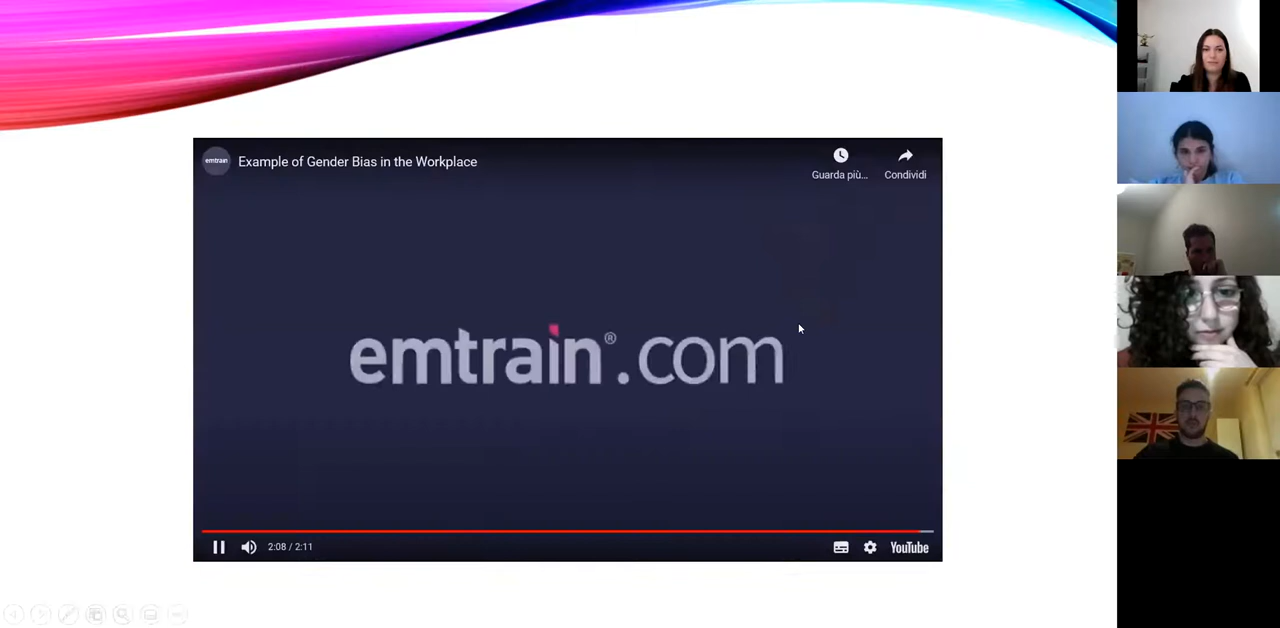 emtrain
Example of Gender Bias in the Workplace
Guarda più...
Condividi
emtrain®.com
2:08 / 2:11
YouTube